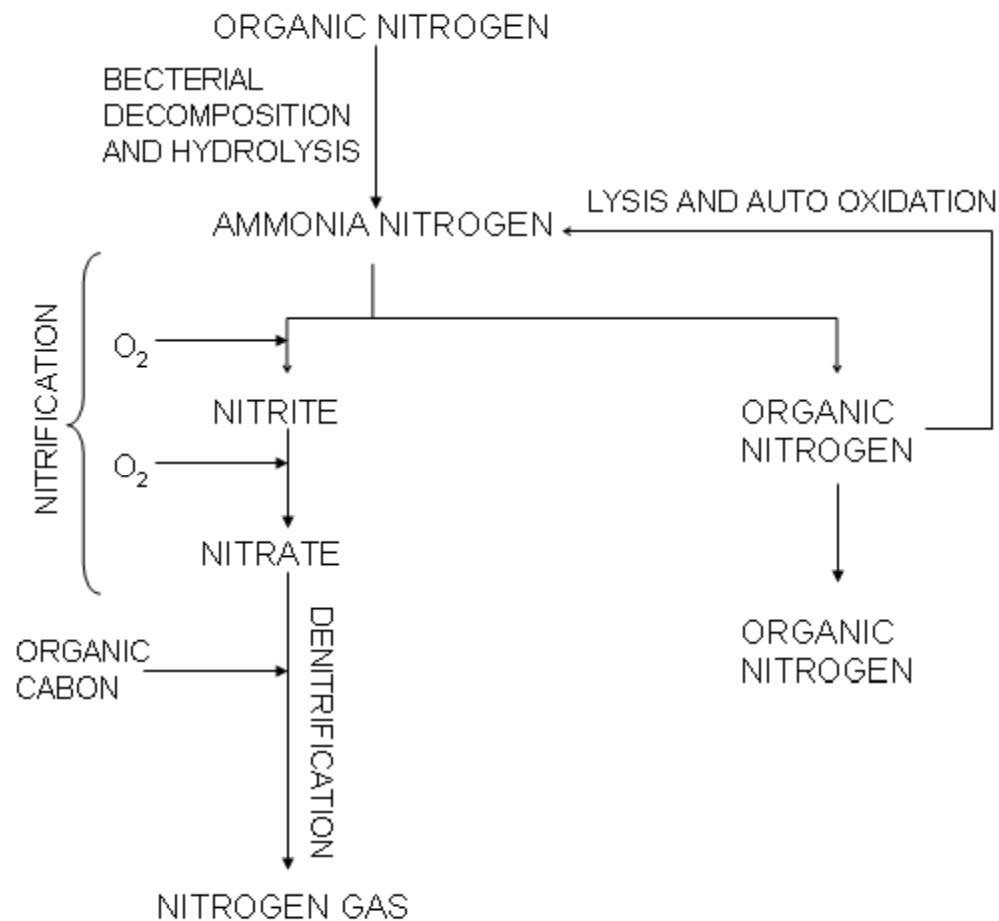 ORGANIC NITROGEN
BECTERIAL
DECOMPOSITION
AND HYDROLYSIS
LYSIS AND AUTO OXIDATION
AMMONIA NITROGEN
NITRIFICATION
O₂
NITRITE
ORGANIC
NITROGEN
O₂
NITRATE
DENITRIFICATION
ORGANIC
CABON
ORGANIC
NITROGEN
NITROGEN GAS